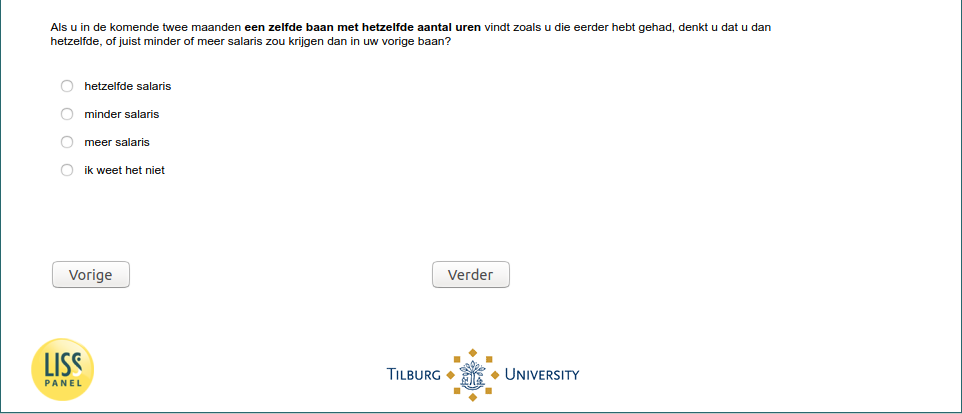 Als u in de komende twee maanden een zelfde baan met hetzelfde aantal uren vindt zoals u die eerder hebt gehad, denkt u dat u dan
hetzelfde, of juist minder of meer salaris zou krijgen dan in uw vorige baan?
hetzelfde salaris
minder salaris
meer salaris
ik weet het niet
Vorige
Verder
LISS
PANEL
TILBURG UNIVERSITY